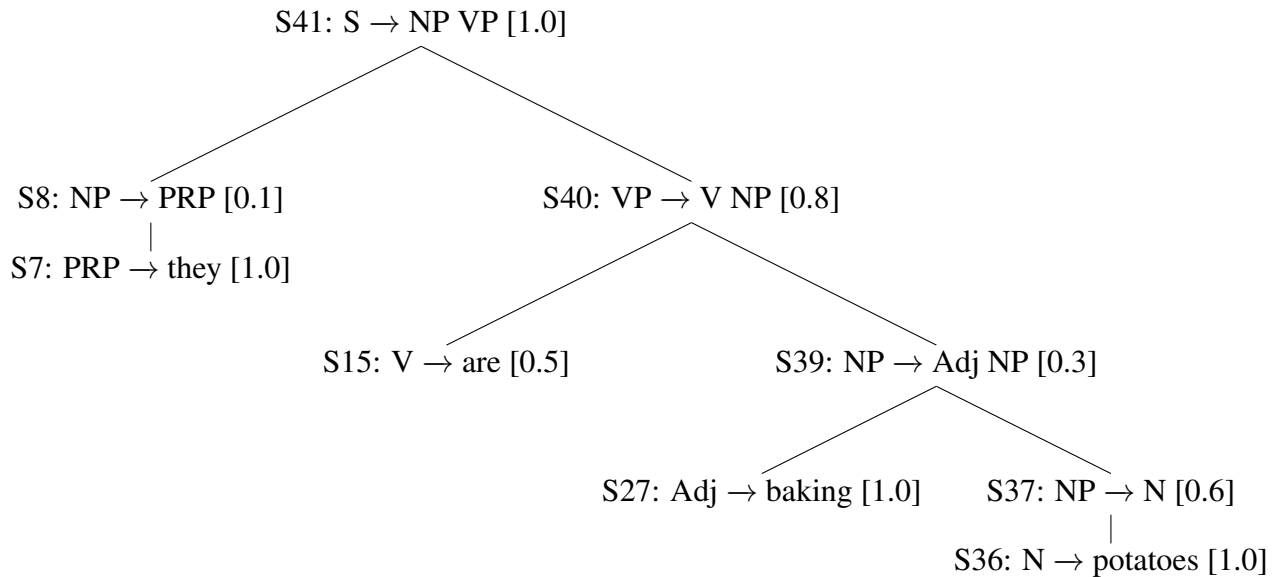 S41: S → NP VP [1.0]
S8: NP → PRP [0.1]
S40: VP → V NP [0.8]
S7: PRP → they [1.0]
S15: V → are [0.5]
S39: NP → Adj NP [0.3]
S27: Adj → baking [1.0]
S37: NP → N [0.6]
S36: N → potatoes [1.0]